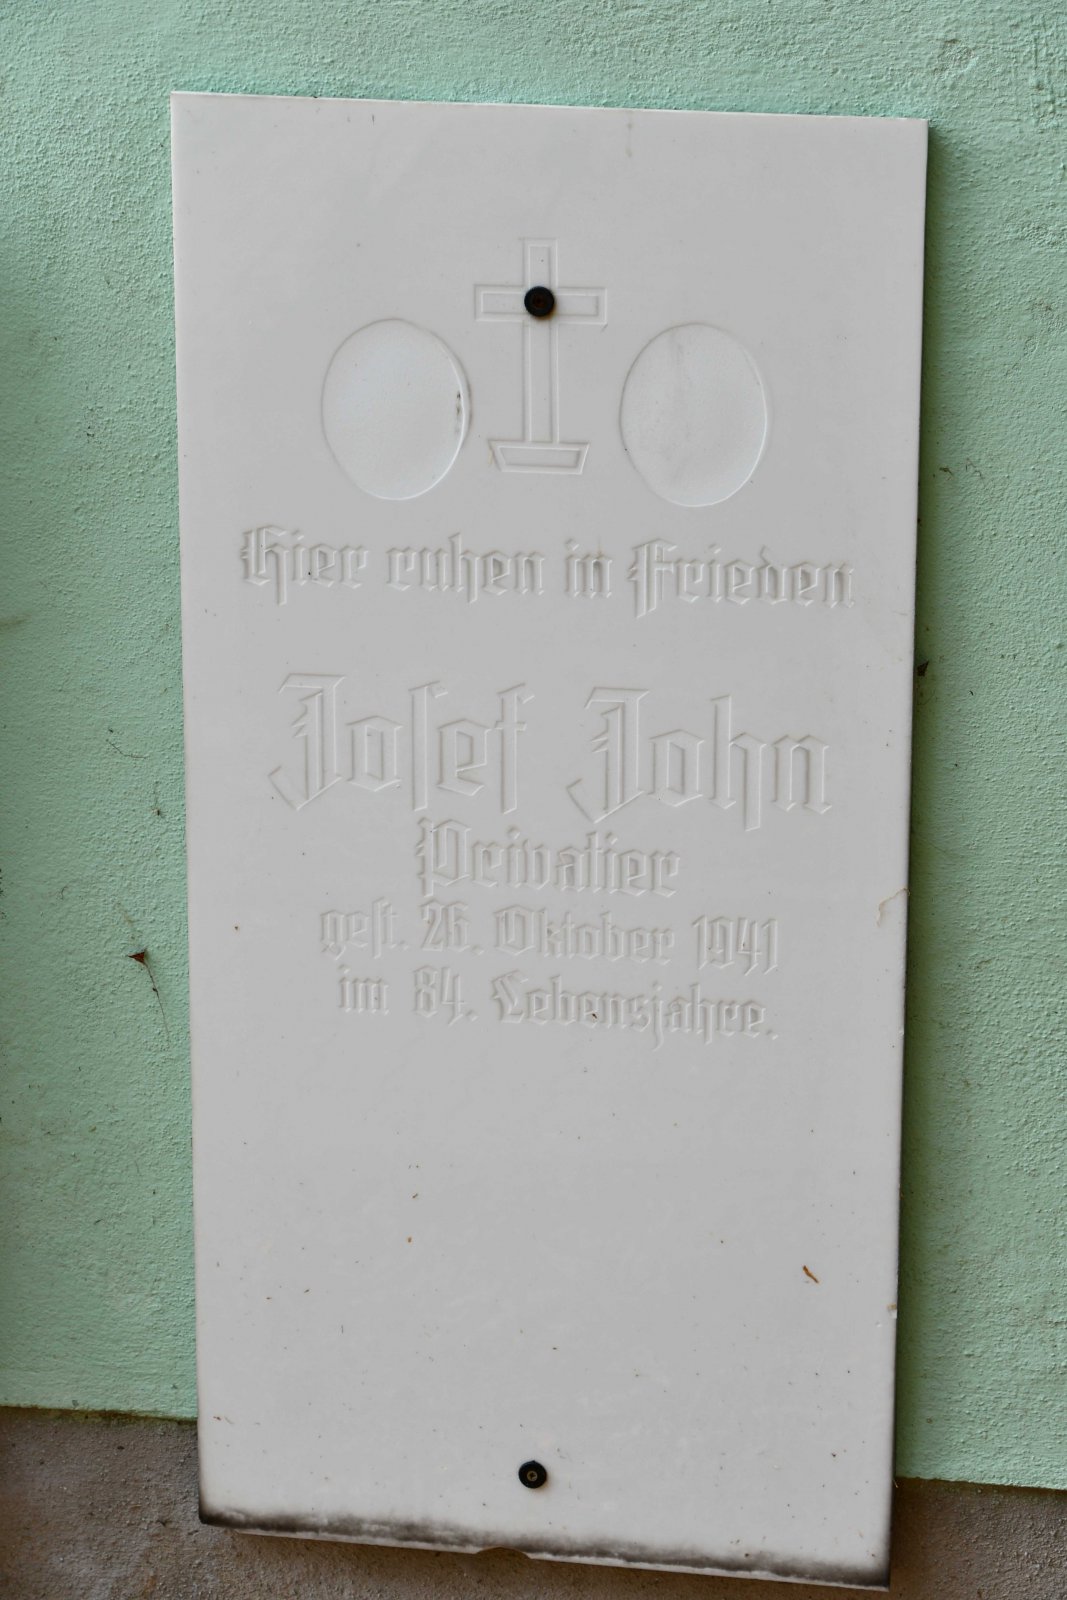 Hier ruhen in Frieden
Josef John
Privatier
gest. 26. Oktober 1941
im 84. Lebensjahre.